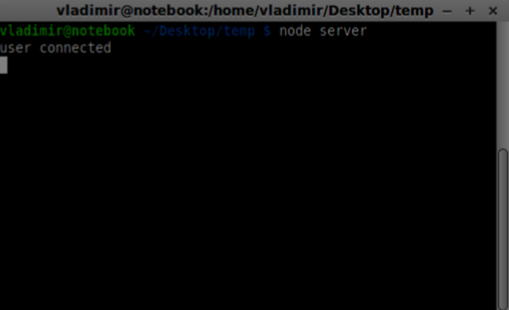 vladimir@notebook:/home/vladimir/Desktop/temp
vladimir@notebook ~/Desktop/temp $ node server
user connected